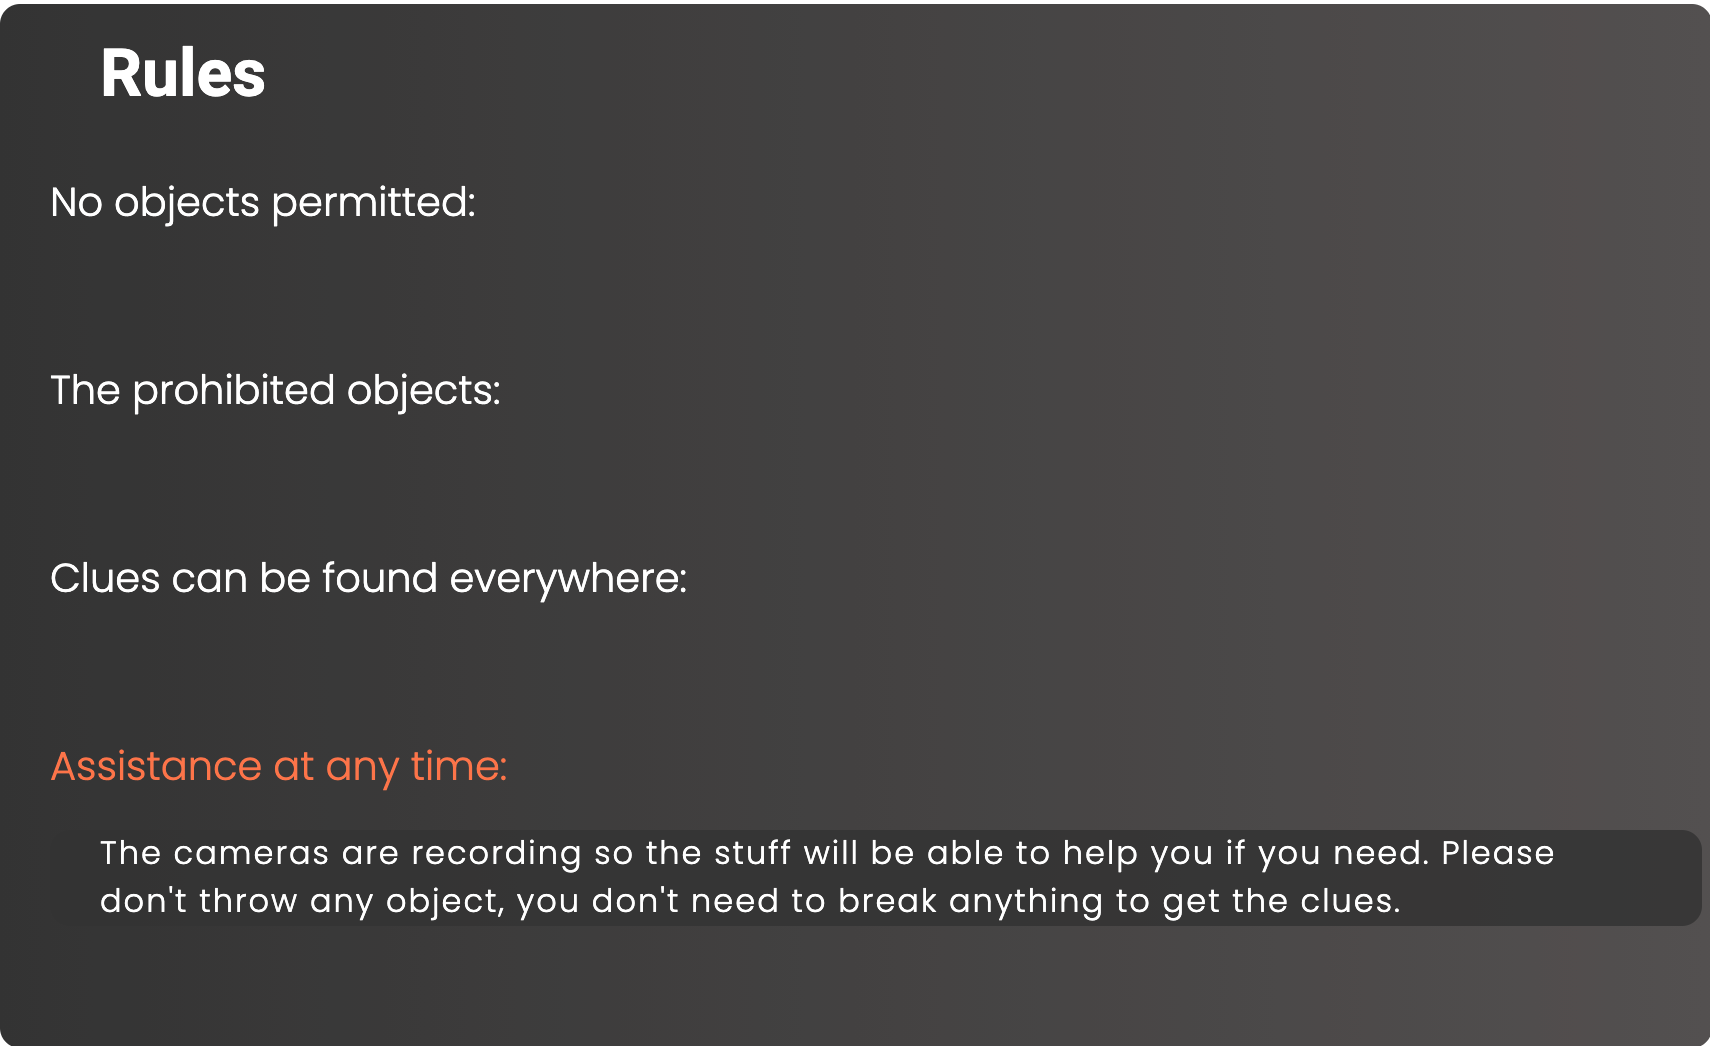 Rules
No objects permitted:
The prohibited objects:
Clues can be found everywhere:
Assistance at any time:
The cameras are recording so the stuff will be able to help you if you need. Please
don't throw any object, you don't need to break anything to get the clues.